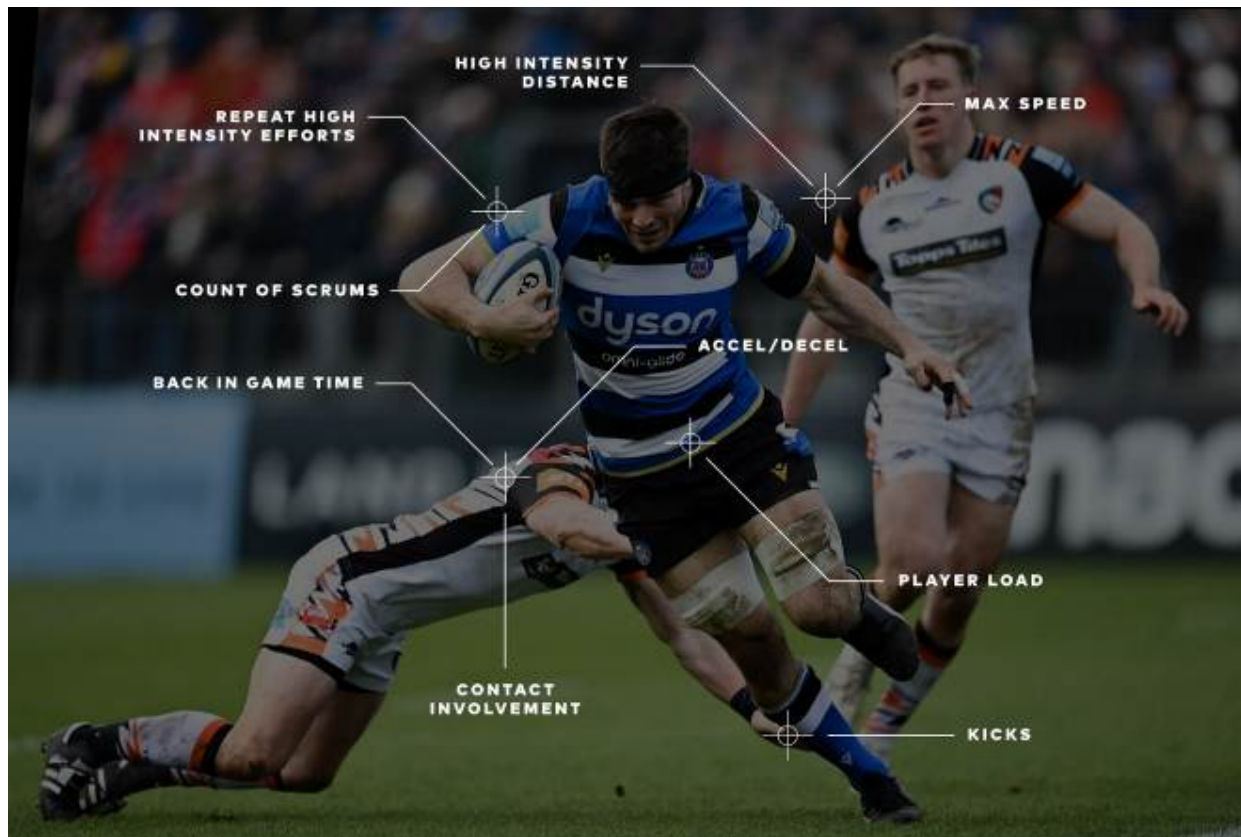 HIGH INTENSITY
DISTANCE
MAX SPEED
REPEAT HIGH
INTENSITY EFFORTS
COUNT OF SCRUMS
Topps Tiles
dyson
omni-glide
ACCEL/DECEL
BACK IN GAME TIME
PLAYER LOAD
CONTACT
INVOLVEMENT
KICKS